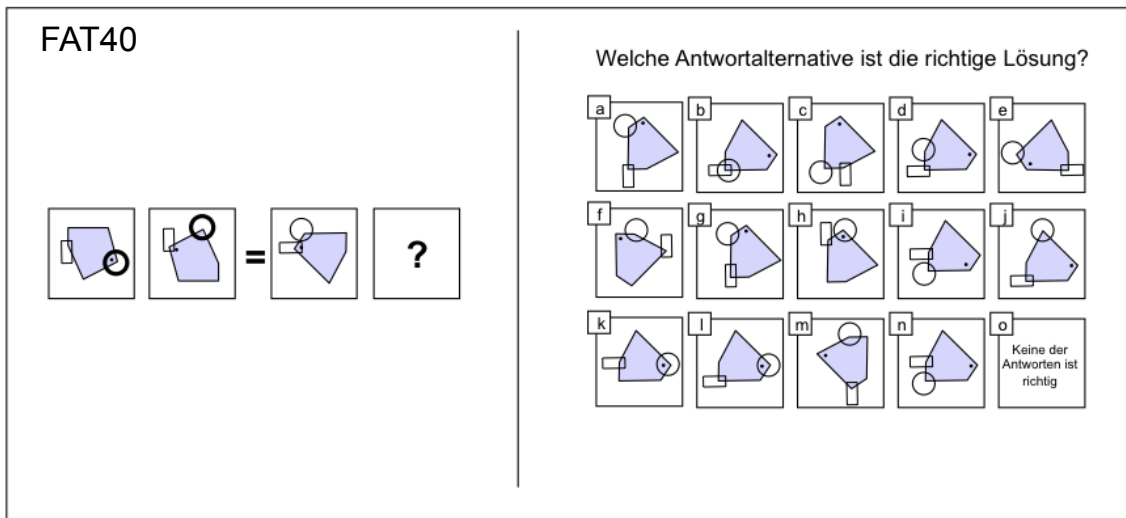 FAT40
=
?
Welche Antwortalternative ist die richtige Lösung?
a
b
c
d
e
f
g
h
i
j
k
l
m
n
o
Keine der
Antworten ist
richtig